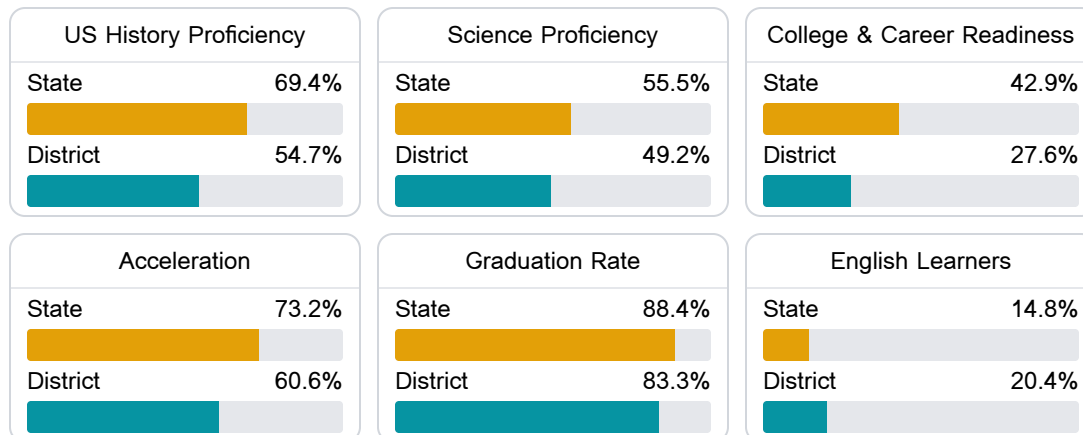 US History Proficiency
State 69.4%
District 54.7%
Science Proficiency
State 55.5%
District 49.2%
College & Career Readiness
State 42.9%
District 27.6%
Acceleration
State 73.2%
District 60.6%
Graduation Rate
State 88.4%
District 83.3%
English Learners
State 14.8%
District 20.4%